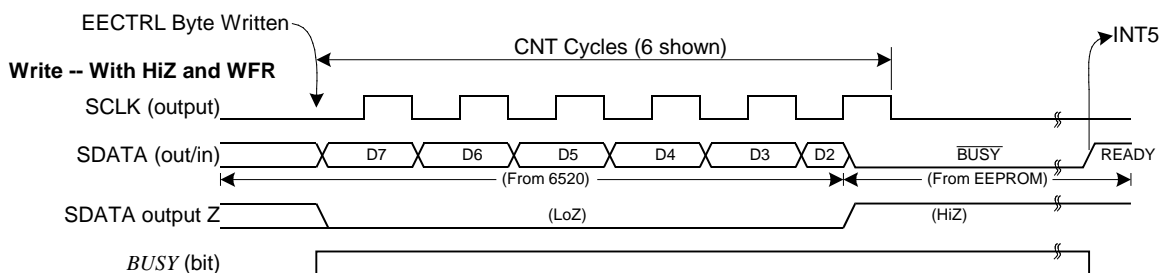 EECTRL Byte Written
INT5
CNT Cycles (6 shown)
Write -- With HiZ and WFR
SCLK (output)
SDATA (out/in) D7 D6 D5 D4 D3 D2 BUSY READY
(From 6520) (From EEPROM)
SDATA output Z (LoZ) (HiZ)
BUSY (bit)